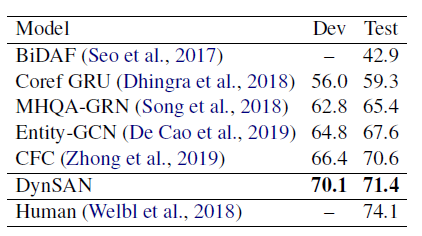 Model Dev Test
BiDAF (Seo et al., 2017) – 42.9
Coref GRU (Dhingra et al., 2018) 56.0 59.3
MHQA-GRN (Song et al., 2018) 62.8 65.4
Entity-GCN (De Cao et al., 2019) 64.8 67.6
CFC (Zhong et al., 2019) 66.4 70.6
DynSAN 70.1 71.4
Human (Welbl et al., 2018) – 74.1